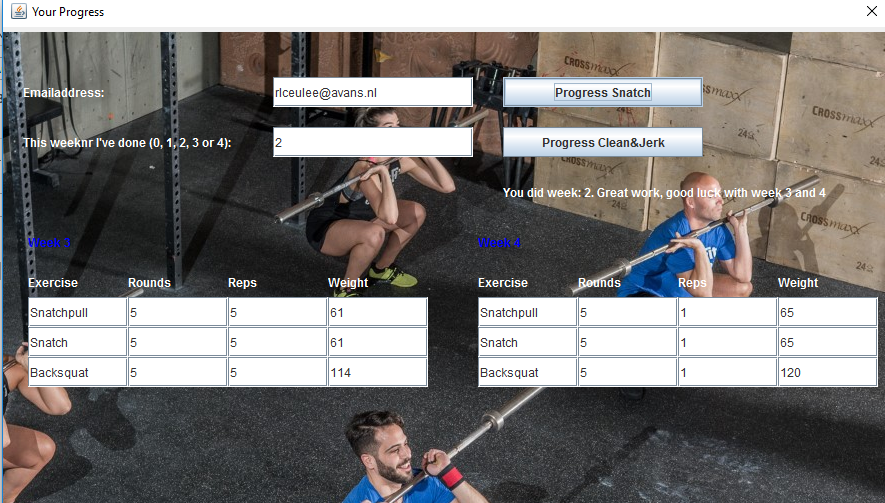 Your Progress
Emailaddress: rlceulee@avans.nl Progress Snatch
This weeknr I've done (0, 1, 2, 3 or 4): 2 Progress Clean&Jerk
You did week: 2. Great work, good luck with week 3 and 4
Week 3 Week 4
Exercise Rounds Reps Weight Exercise Rounds Reps Weight
Snatchpull 5 5 61 Snatchpull 5 1 65
Snatch 5 5 61 Snatch 5 1 65
Backsquat 5 5 114 Backsquat 5 1 120
CROSSmaxx
CROSSmaxx
CROSSmaxx
CROSSmaxx